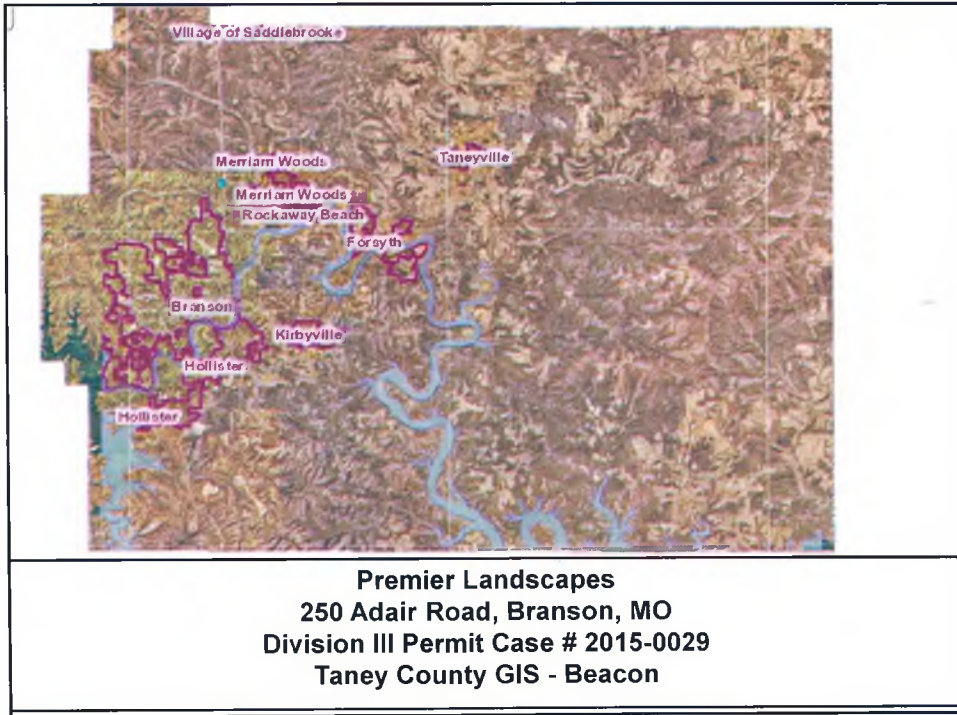 Village of Saddlebrooke
Merriam Woods
Taneyville
Merriam Woods
Rockaway Beach
Forsyth
Branson
Kirbyville
Hollister
Hollister
Premier Landscapes
250 Adair Road, Branson, MO
Division III Permit Case # 2015-0029
Taney County GIS - Beacon